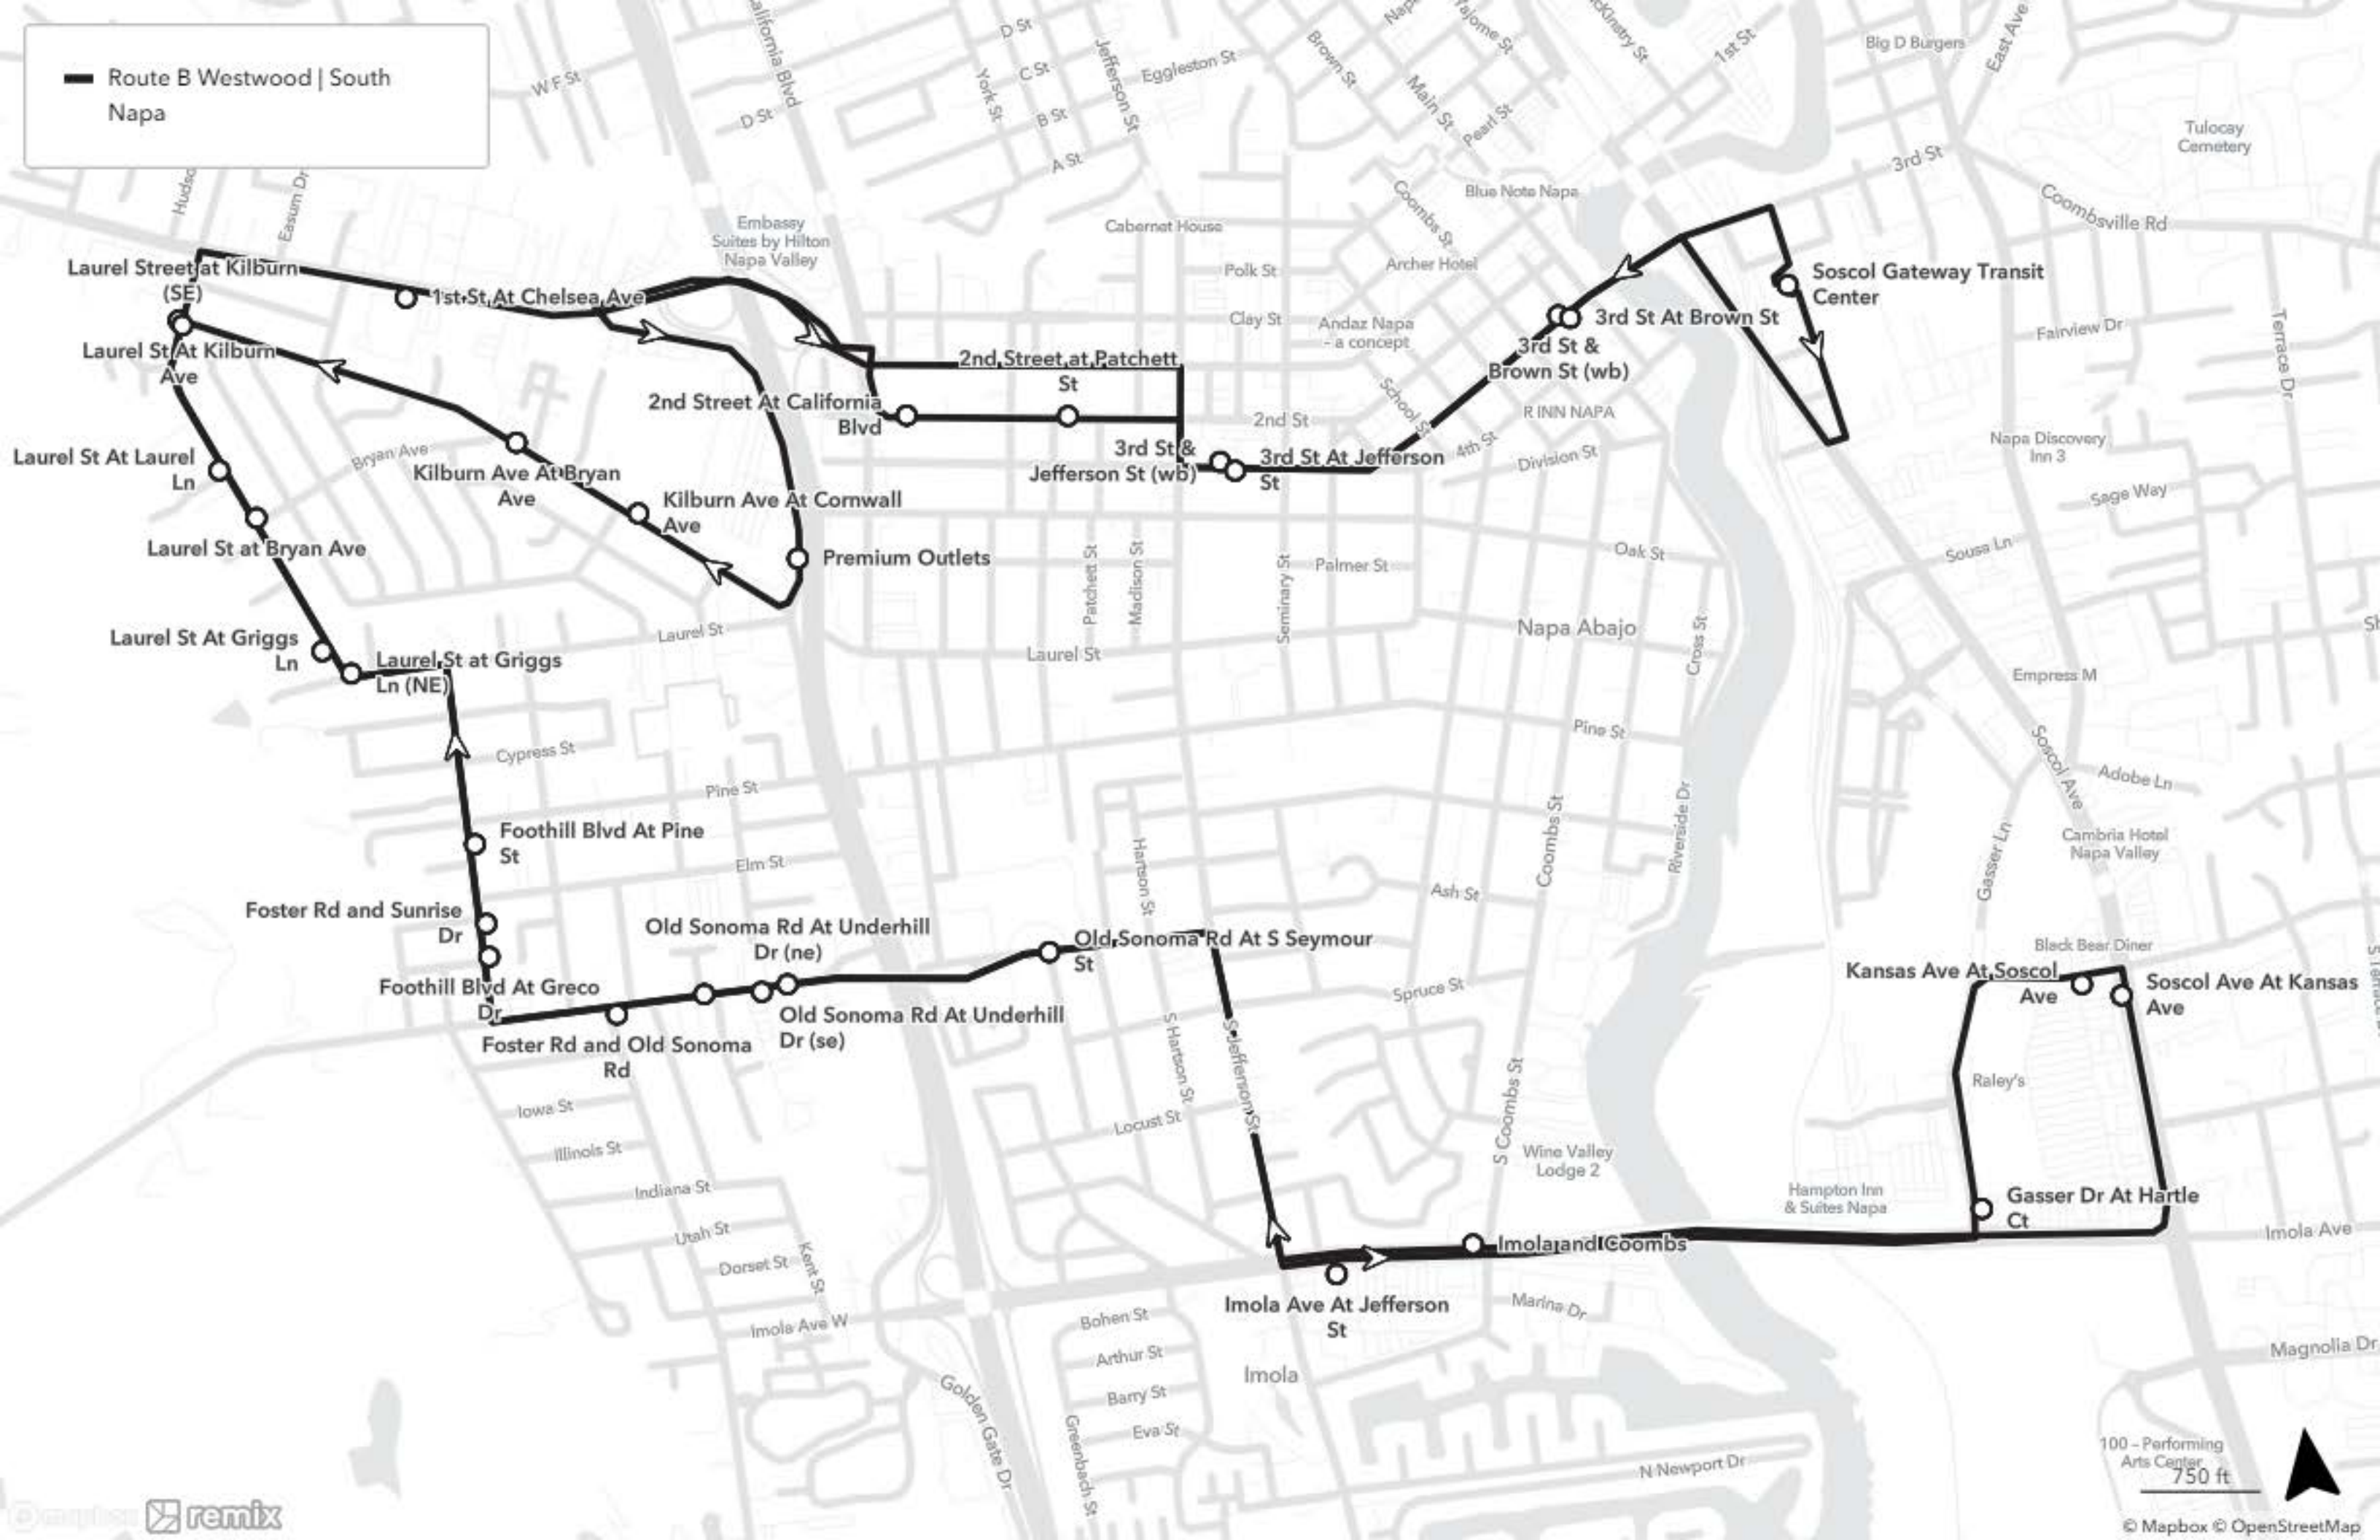 Route B Westwood | South
Napa
W F St
D St
California Blvd
D St
C St
B St
A St
York St
Jefferson St
Eggleston St
Brown St
Main St
Pearl St
Yajome St
McKinstry St
1st St
Big D Burgers
East Ave
Tulocay
Cemetery
3rd St
Coombsville Rd
Easum Dr
Embassy
Suites by Hilton
Napa Valley
Cabernet House
Blue Note Napa
Coombs St
Polk St
Archer Hotel
Laurel Street at Kilburn
(SE)
1st St At Chelsea Ave
Soscol Gateway Transit
Center
Clay St
Andaz Napa
- a concept
3rd St At Brown St
3rd St &
Brown St (wb)
Fairview Dr
Terrace Dr
Laurel St At Kilburn
Ave
2nd Street at Patchett
St
2nd Street At California
Blvd
2nd St
School St
R INN NAPA
4th St
Division St
Napa Discovery
Inn 3
Laurel St At Laurel
Ln
Bryan Ave
Kilburn Ave At Bryan
Ave
3rd St &
Jefferson St (wb)
3rd St At Jefferson
St
Sage Way
Kilburn Ave At Cornwall
Ave
Laurel St at Bryan Ave
Premium Outlets
Patchett St
Madison St
Seminary St
Palmer St
Oak St
Sousa Ln
Laurel St At Griggs
Ln
Laurel St
Laurel St
Napa Abajo
Cross St
Laurel St at Griggs
Ln (NE)
Empress M
Cypress St
Pine St
Pine St
Soscol Ave
Adobe Ln
Foothill Blvd At Pine
St
Elm St
Hartson St
Coombs St
Riverside Dr
Gasser Ln
Cambria Hotel
Napa Valley
Ash St
Foster Rd and Sunrise
Dr
Old Sonoma Rd At Underhill
Dr (ne)
Old Sonoma Rd At S Seymour
St
Black Bear Diner
Kansas Ave At Soscol
Ave
Soscol Ave At Kansas
Ave
Foothill Blvd At Greco
Dr
Spruce St
Old Sonoma Rd At Underhill
Dr (se)
Foster Rd and Old Sonoma
Rd
S Hartson St
S Jefferson St
S Coombs St
Raley's
Iowa St
Locust St
Illinois St
Wine Valley
Lodge 2
Indiana St
Hampton Inn
& Suites Napa
Gasser Dr At Hartle
Ct
Utah St
Imola Ave
Dorset St
Kent St
Imola and Coombs
Imola Ave At Jefferson
St
Marina Dr
Imola Ave W
Bohen St
Arthur St
Imola
Magnolia Dr
Barry St
Golden Gate Dr
Greenbach St
Eva St
N Newport Dr
100 - Performing
Arts Center
750 ft
mapbox
remix
© Mapbox © OpenStreetMap